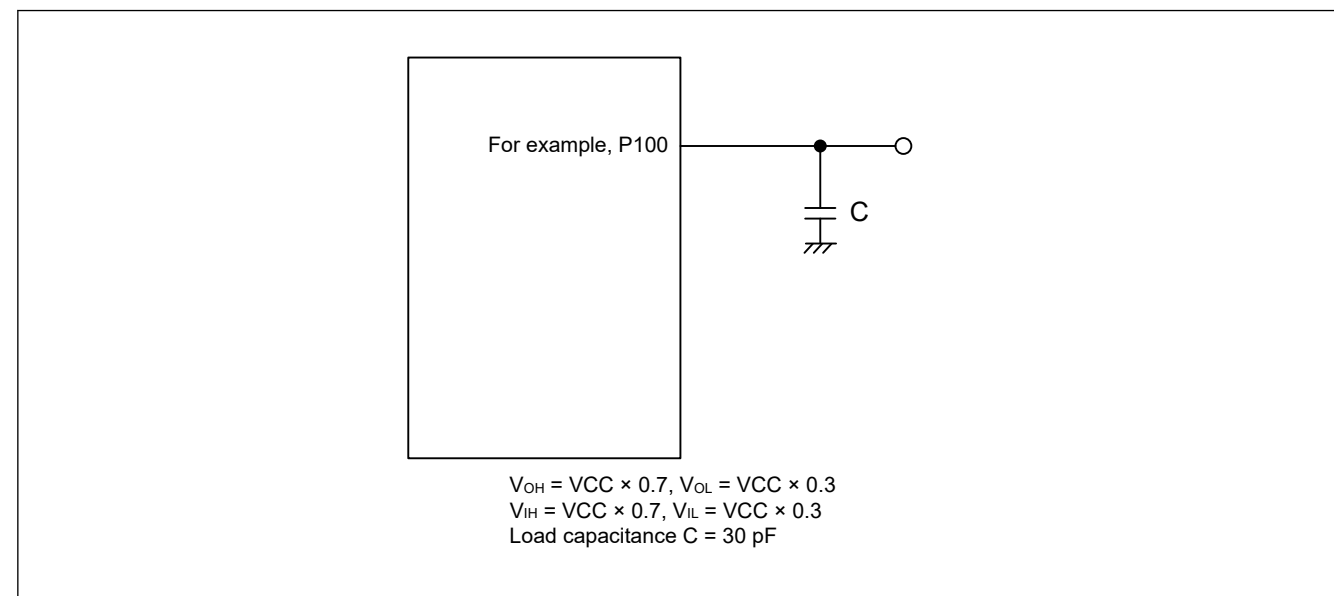 For example, P100
C
VOH = VCC × 0.7, VOL = VCC × 0.3
VIH = VCC × 0.7, VIL = VCC × 0.3
Load capacitance C = 30 pF